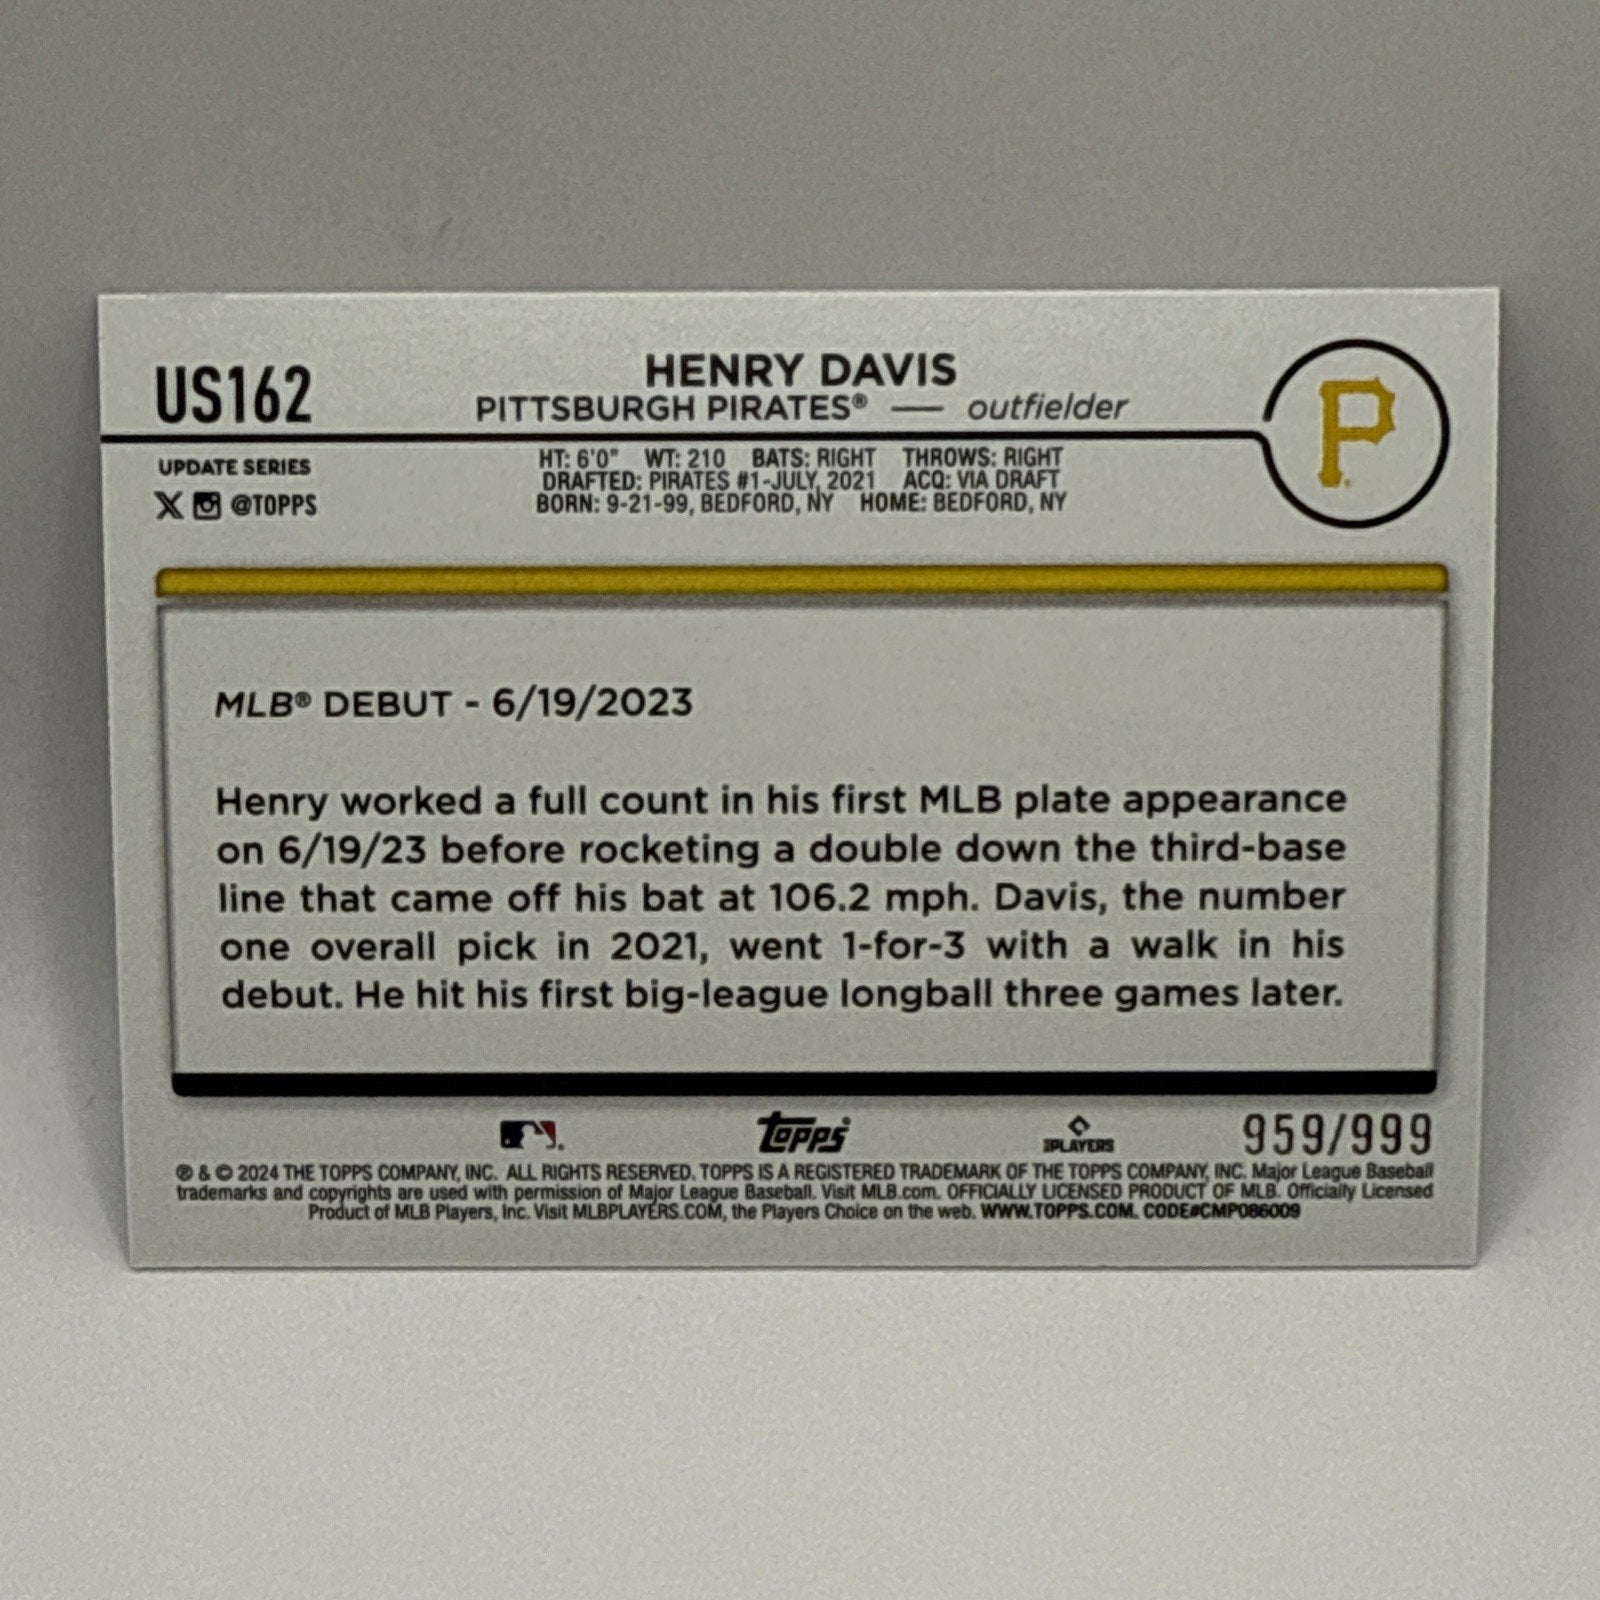 US162
HENRY DAVIS
PITTSBURGH PIRATES® — outfielder
P
UPDATE SERIES
X @TOPPS
HT: 6'0" WT: 210 BATS: RIGHT THROWS: RIGHT
DRAFTED: PIRATES #1-JULY, 2021 ACQ: VIA DRAFT
BORN: 9-21-99, BEDFORD, NY HOME: BEDFORD, NY
MLB® DEBUT - 6/19/2023
Henry worked a full count in his first MLB plate appearance
on 6/19/23 before rocketing a double down the third-base
line that came off his bat at 106.2 mph. Davis, the number
one overall pick in 2021, went 1-for-3 with a walk in his
debut. He hit his first big-league longball three games later.
topps PLAYERS 959/999
® & © 2024 THE TOPPS COMPANY, INC. ALL RIGHTS RESERVED. TOPPS IS A REGISTERED TRADEMARK OF THE TOPPS COMPANY, INC. Major League Baseball
trademarks and copyrights are used with permission of Major League Baseball. Visit MLB.com. OFFICIALLY LICENSED PRODUCT OF MLB. Officially Licensed
Product of MLB Players, Inc. Visit MLBPLAYERS.COM, the Players Choice on the web. WWW.TOPPS.COM. CODE#CMP086009